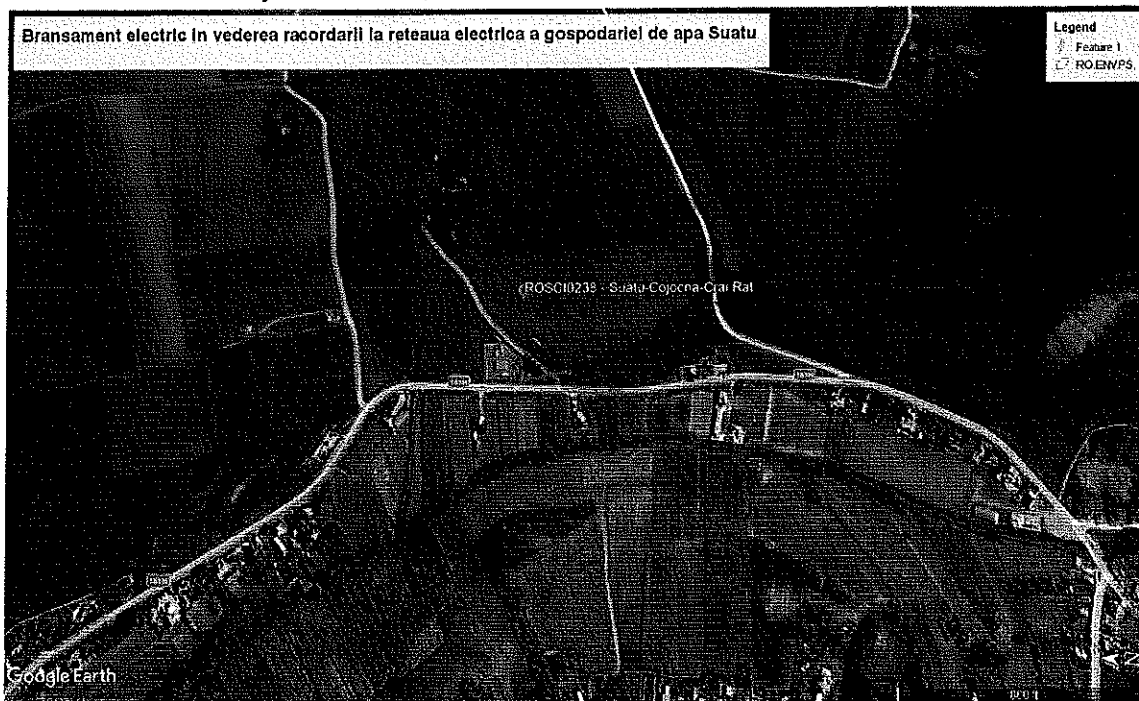 Bransament electric in vederea racordarii la reteaua electrica a gospodariei de apa Suatu
Legend
Feature 1
RO.ENV.PS.
ROSCI0238 - Suatu-Cojocna-Crai Rat
Google Earth
N